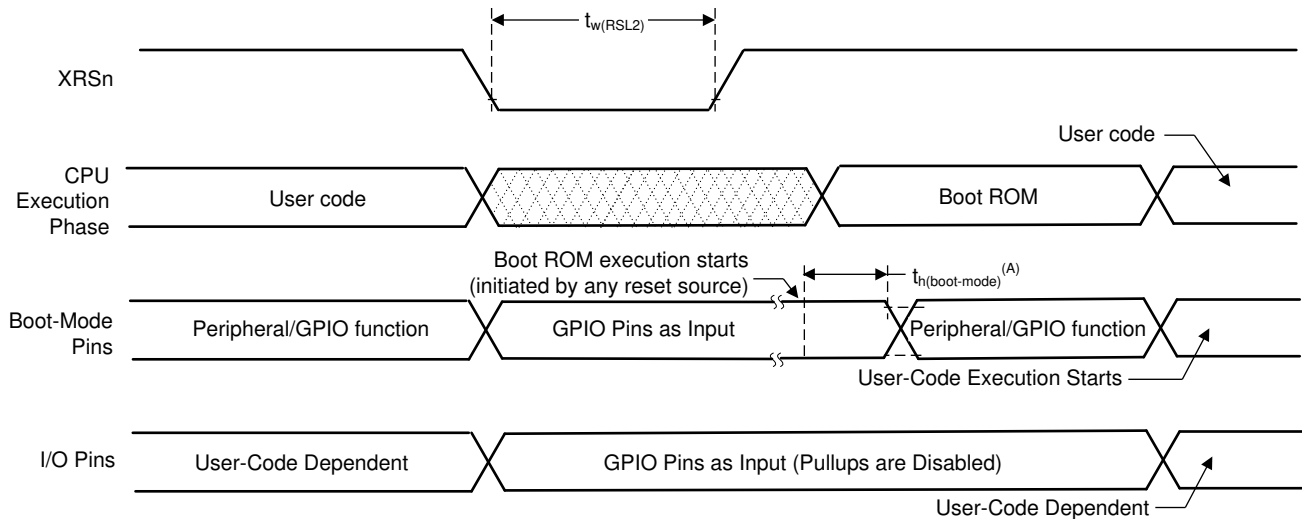 t_w(RSL2)
XRSn
User code
CPU
Execution
Phase
User code
Boot ROM
Boot ROM execution starts
(initiated by any reset source)
t_h(boot-mode)^(A)
Boot-Mode
Pins
Peripheral/GPIO function
GPIO Pins as Input
Peripheral/GPIO function
User-Code Execution Starts
I/O Pins
User-Code Dependent
GPIO Pins as Input (Pullups are Disabled)
User-Code Dependent